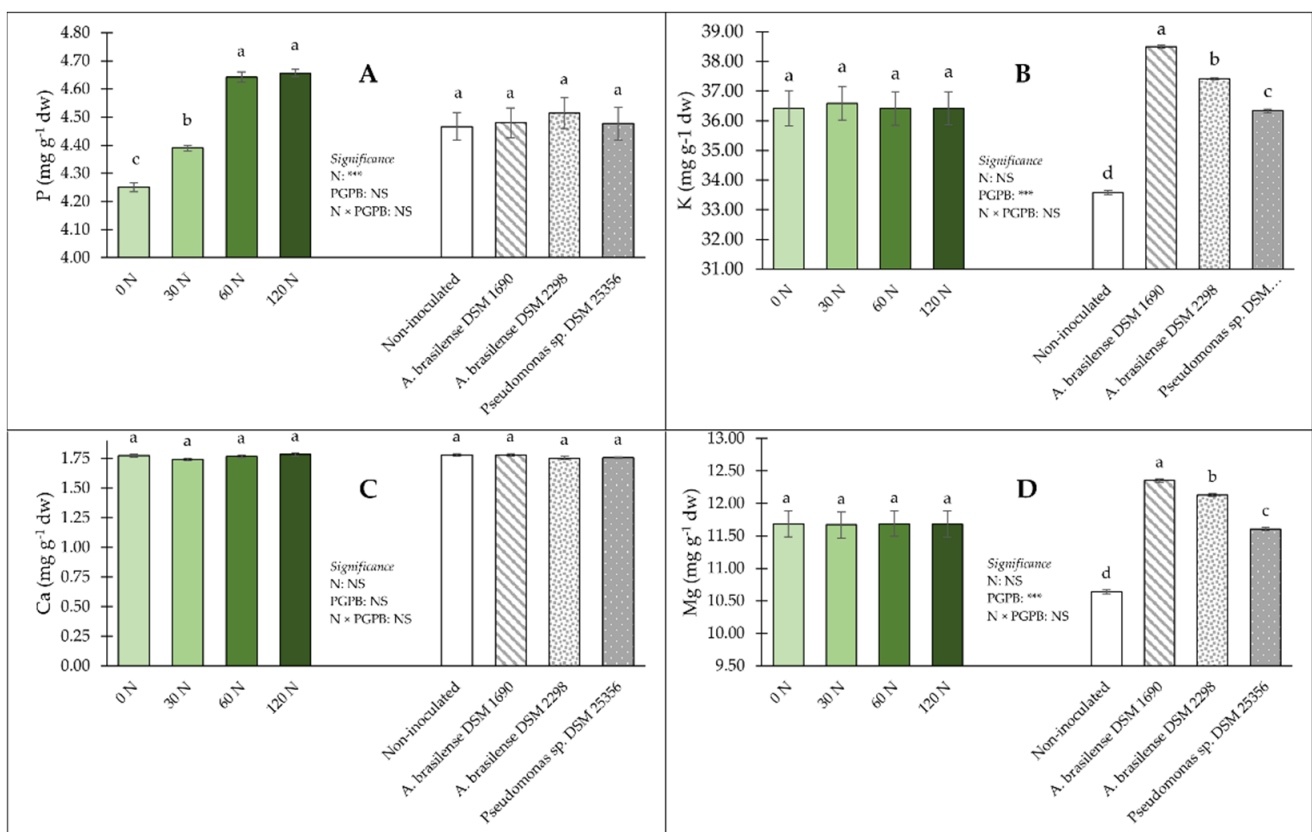 4.80
4.70
4.60
4.50
4.40
4.30
4.20
4.10
4.00
P (mg g-1 dw)
c
b
a
a
A
a
a
a
a
Significance
N: ***
PGPB: NS
N × PGPB: NS
0 N
30 N
60 N
120 N
Non-inoculated
A. brasilense DSM 1690
A. brasilense DSM 2298
Pseudomonas sp. DSM 25356
39.00
38.00
37.00
36.00
35.00
34.00
33.00
32.00
31.00
K (mg g-1 dw)
a
a
a
a
B
d
a
b
c
Significance
N: NS
PGPB: ***
N × PGPB: NS
0 N
30 N
60 N
120 N
Non-inoculated
A. brasilense DSM 1690
A. brasilense DSM 2298
Pseudomonas sp. DSM…
1.75
1.50
1.25
1.00
0.75
0.50
0.25
0.00
Ca (mg g-1 dw)
a
a
a
a
C
a
a
a
a
Significance
N: NS
PGPB: NS
N × PGPB: NS
0 N
30 N
60 N
120 N
Non-inoculated
A. brasilense DSM 1690
A. brasilense DSM 2298
Pseudomonas sp. DSM 25356
13.00
12.50
12.00
11.50
11.00
10.50
10.00
9.50
Mg (mg g-1 dw)
a
a
a
a
D
d
a
b
c
Significance
N: NS
PGPB: ***
N × PGPB: NS
0 N
30 N
60 N
120 N
Non-inoculated
A. brasilense DSM 1690
A. brasilense DSM 2298
Pseudomonas sp. DSM 25356